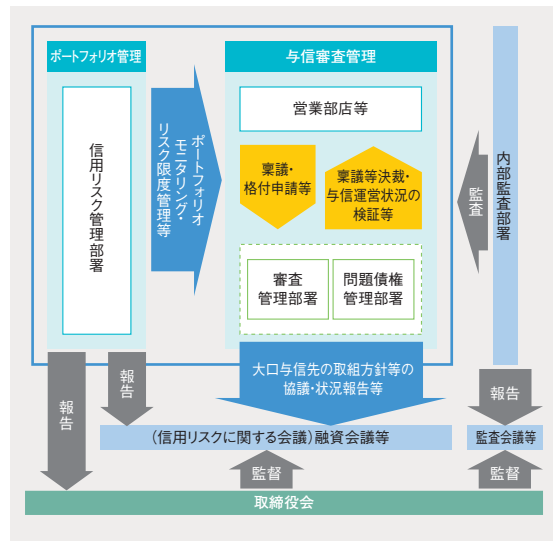 ポートフォリオ管理
信用リスク管理部署
ポートフォリオ
モニタリング・
リスク限度管理等
与信審査管理
営業部店等
稟議・
格付申請等
稟議等決裁・
与信運営状況の
検証等
審査
管理部署
問題債権
管理部署
監査
内部監査部署
大口与信先の取組方針等の
協議・状況報告等
報告
報告
報告
(信用リスクに関する会議)融資会議等
監査会議等
監督
監督
取締役会